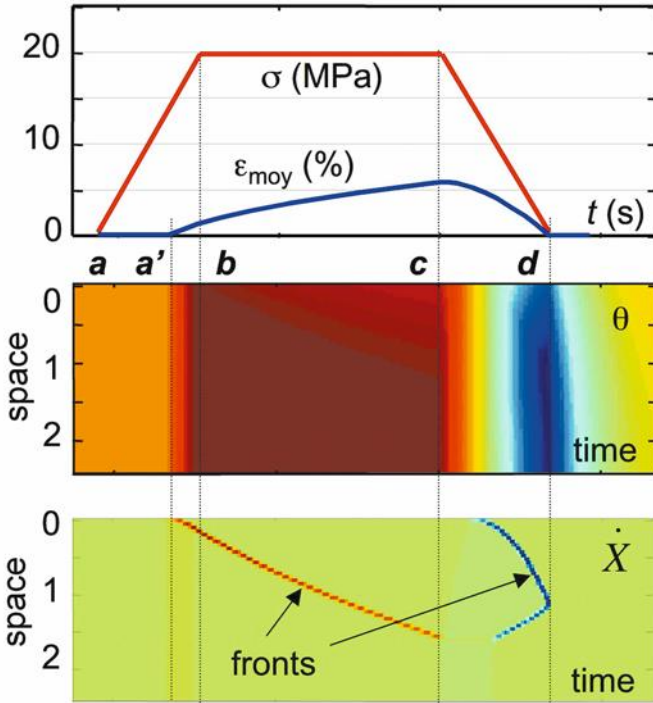 20
σ (MPa)
10
ε_moy (%)
0
t (s)
a a’ b c d
0
θ
space
1
2
time
0
Ẋ
space
1
fronts
2
time